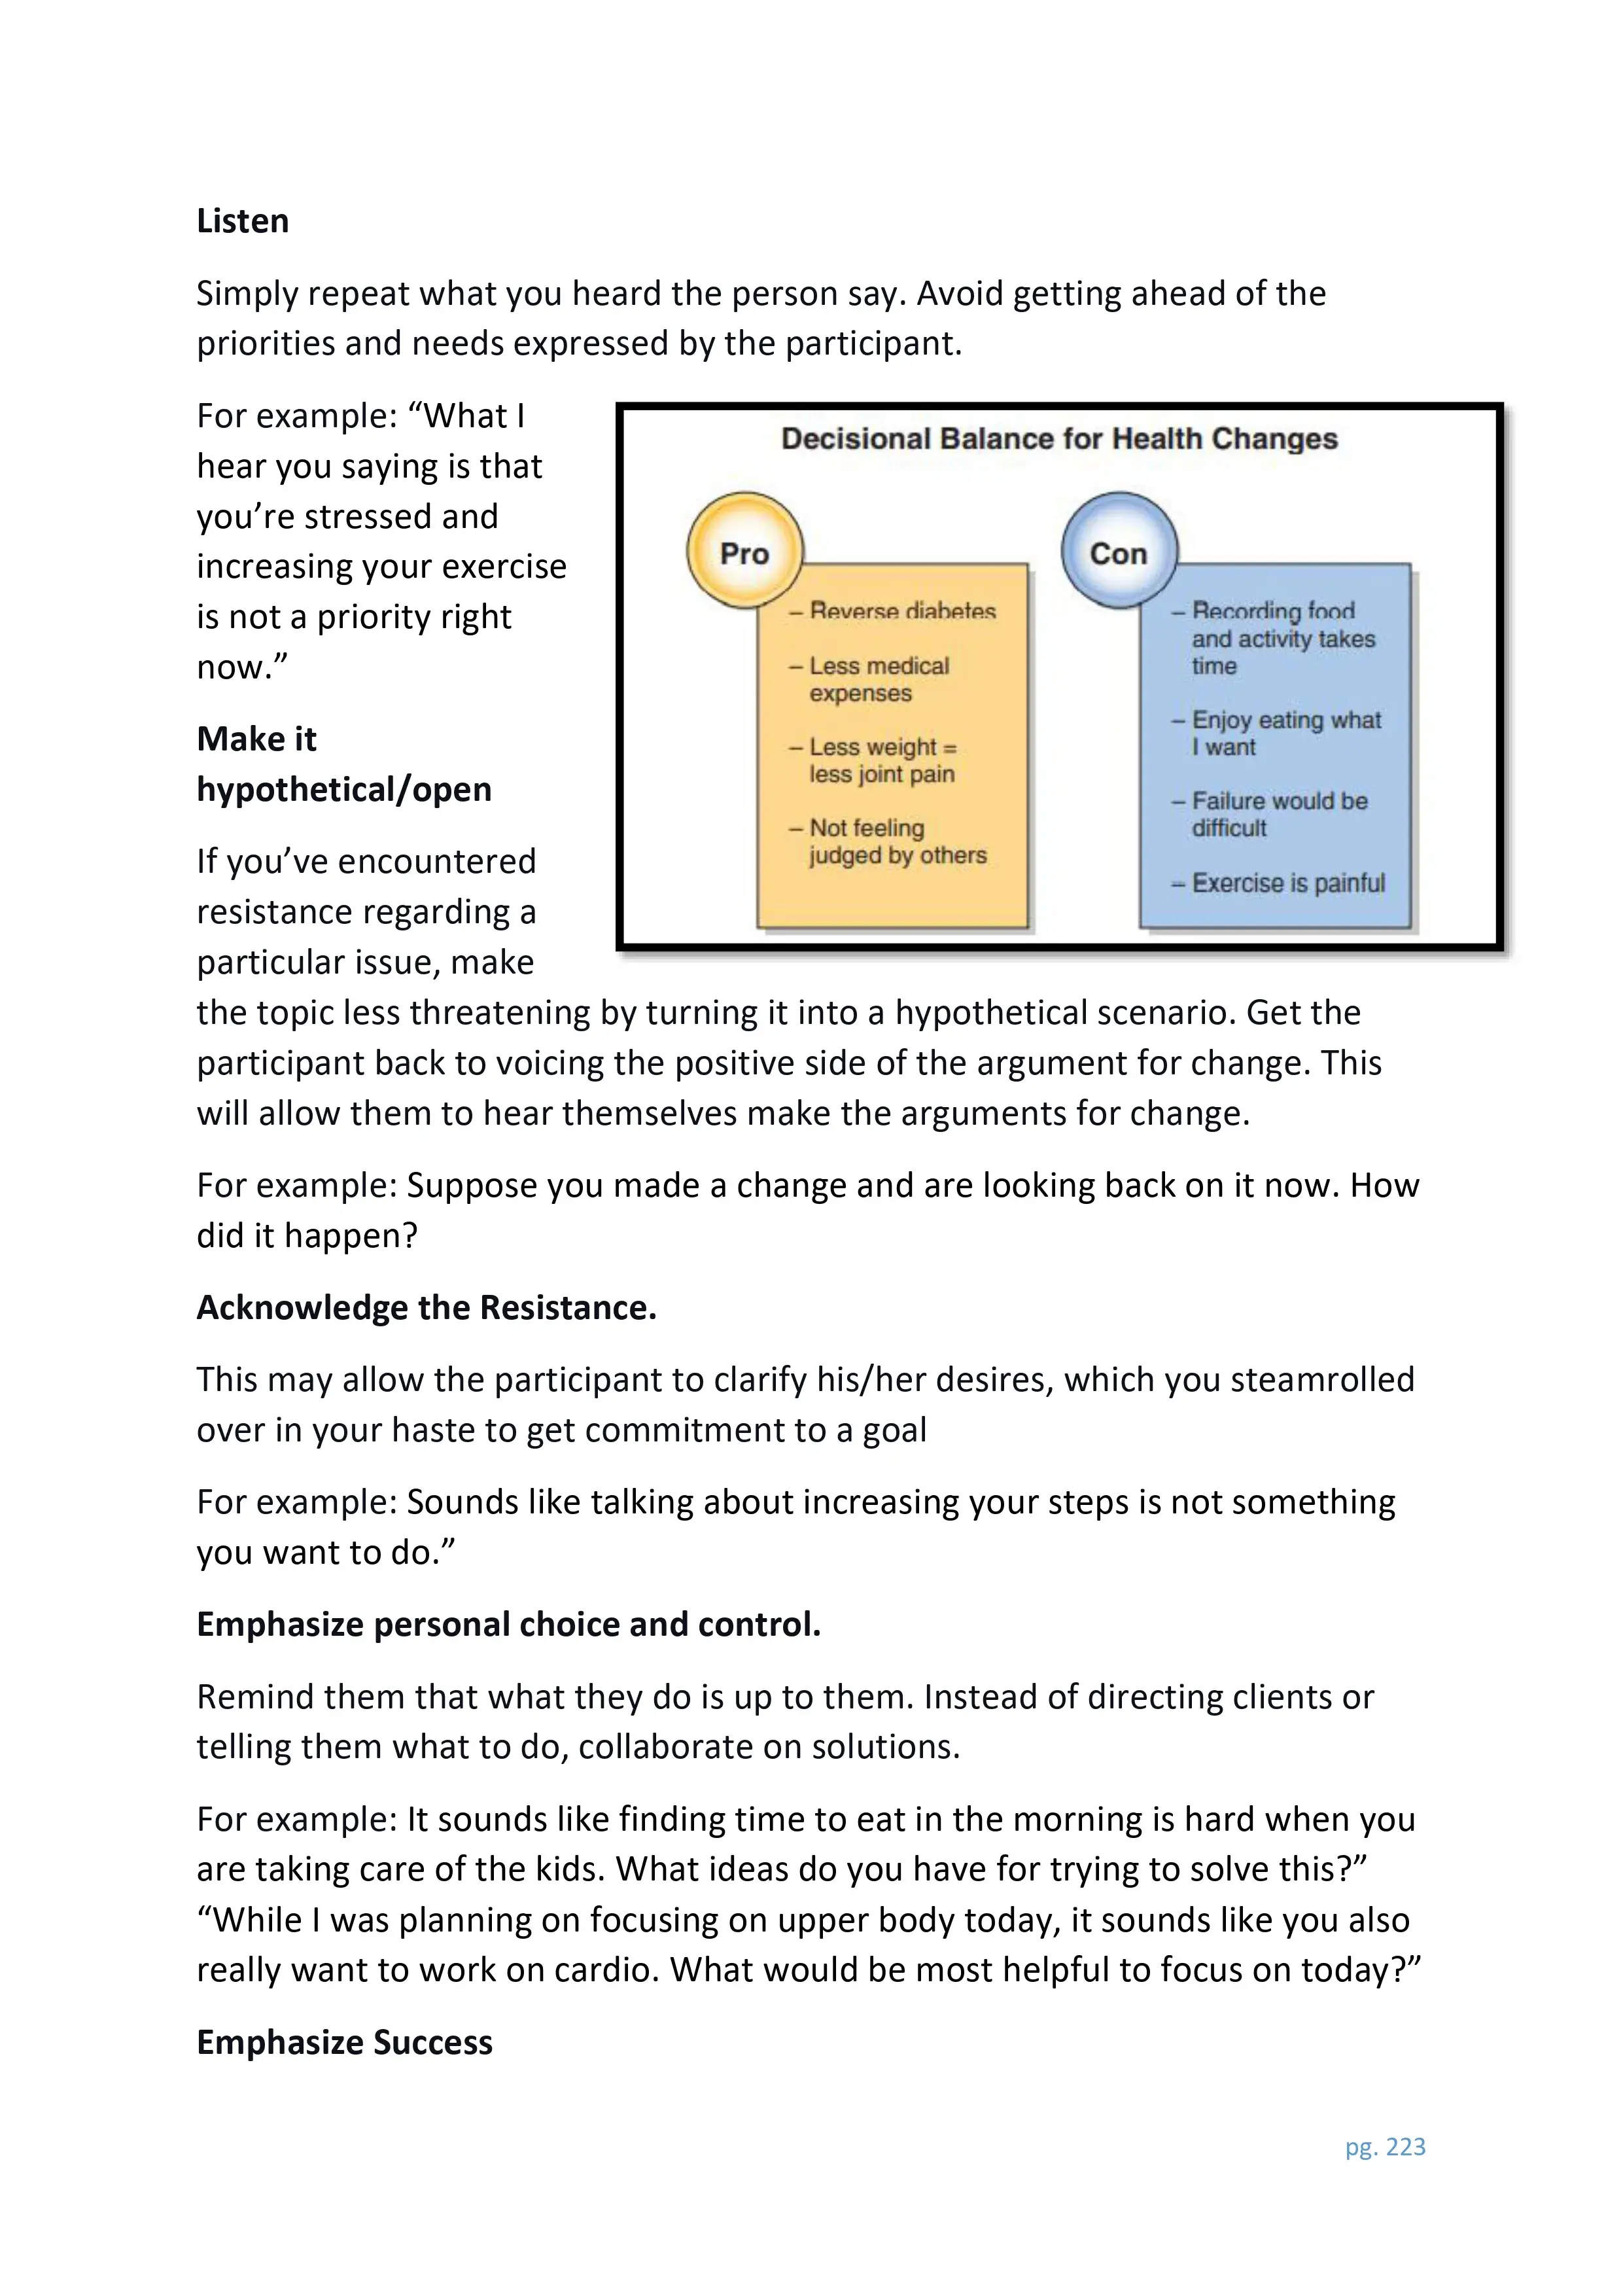 Listen
Simply repeat what you heard the person say. Avoid getting ahead of the
priorities and needs expressed by the participant.
For example: “What I
hear you saying is that
you’re stressed and
increasing your exercise
is not a priority right
now.”
Decisional Balance for Health Changes
Pro
– Reverse diabetes
– Less medical
expenses
– Less weight =
less joint pain
– Not feeling
judged by others
Con
– Recording food
and activity takes
time
– Enjoy eating what
I want
– Failure would be
difficult
– Exercise is painful
Make it
hypothetical/open
If you’ve encountered
resistance regarding a
particular issue, make
the topic less threatening by turning it into a hypothetical scenario. Get the
participant back to voicing the positive side of the argument for change. This
will allow them to hear themselves make the arguments for change.
For example: Suppose you made a change and are looking back on it now. How
did it happen?
Acknowledge the Resistance.
This may allow the participant to clarify his/her desires, which you steamrolled
over in your haste to get commitment to a goal
For example: Sounds like talking about increasing your steps is not something
you want to do.”
Emphasize personal choice and control.
Remind them that what they do is up to them. Instead of directing clients or
telling them what to do, collaborate on solutions.
For example: It sounds like finding time to eat in the morning is hard when you
are taking care of the kids. What ideas do you have for trying to solve this?”
“While I was planning on focusing on upper body today, it sounds like you also
really want to work on cardio. What would be most helpful to focus on today?”
Emphasize Success
pg. 223